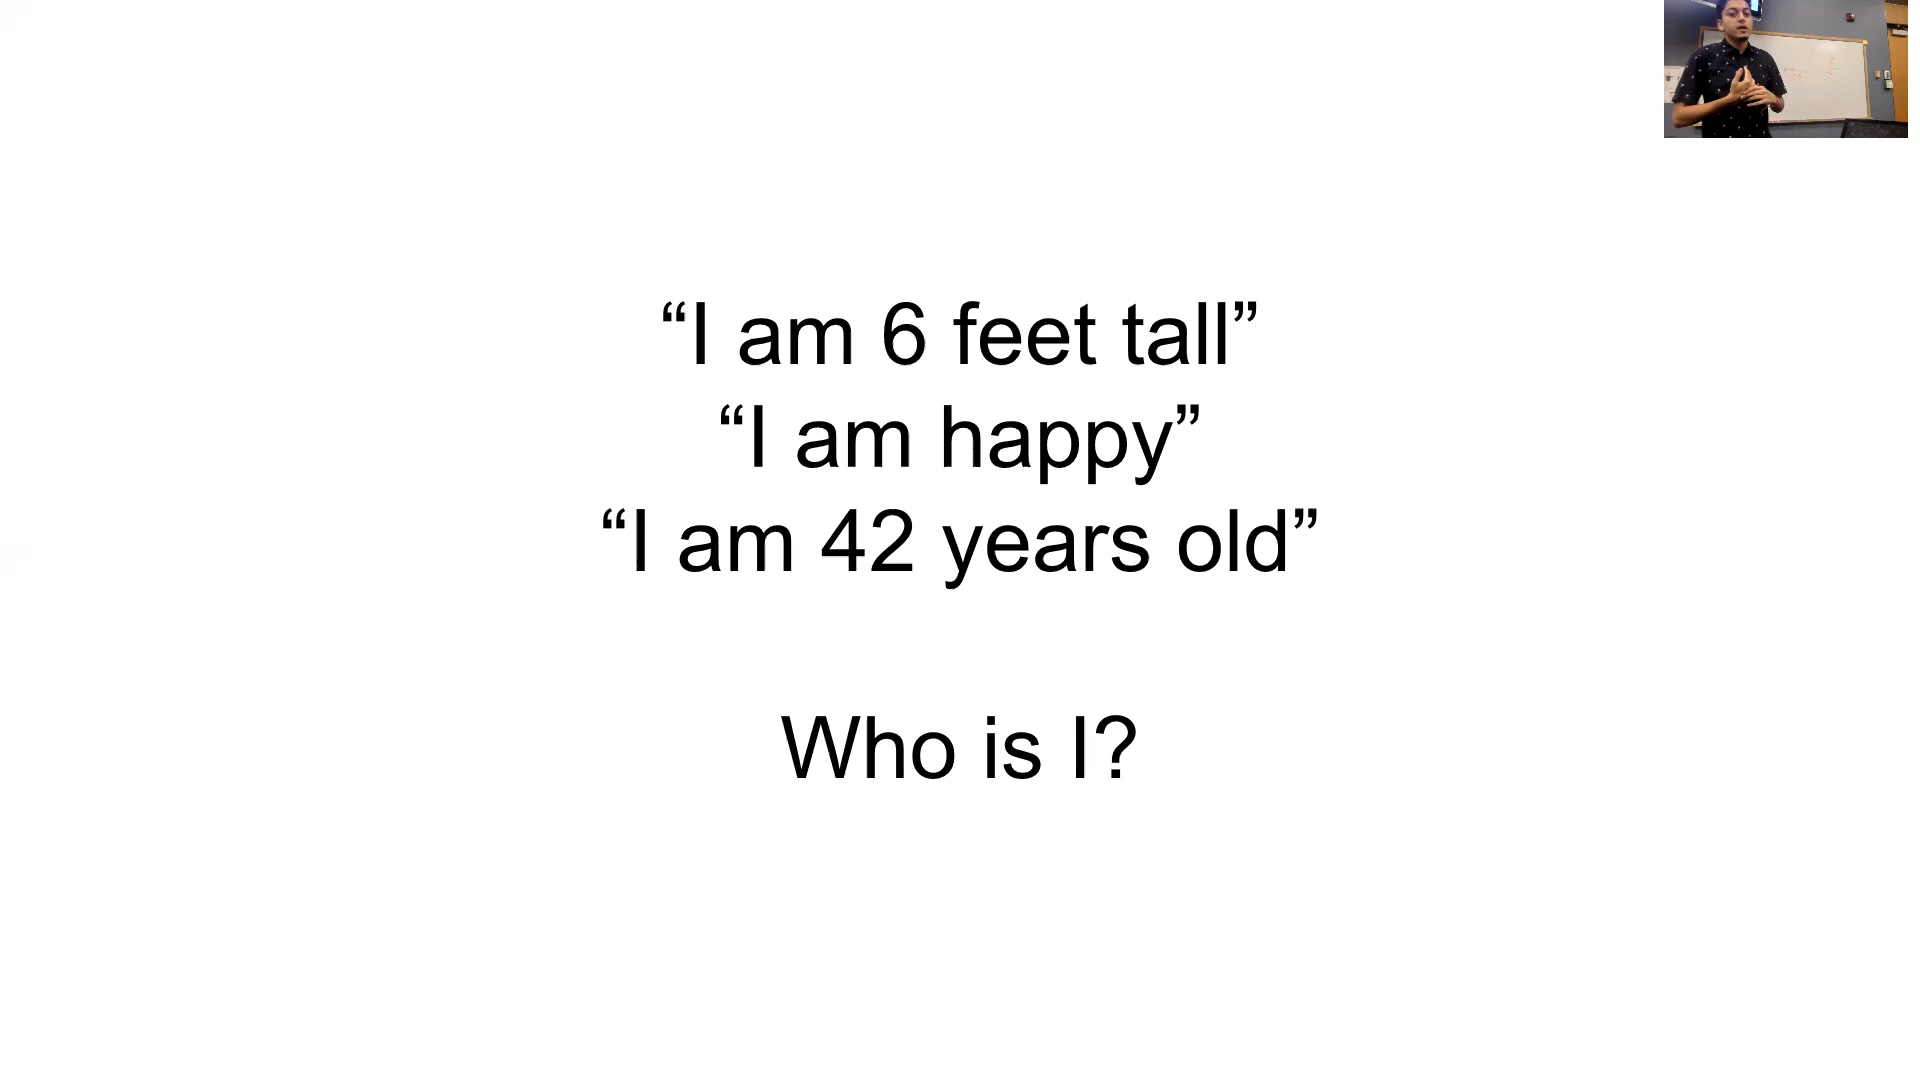 “I am 6 feet tall”
“I am happy”
“I am 42 years old”
Who is I?